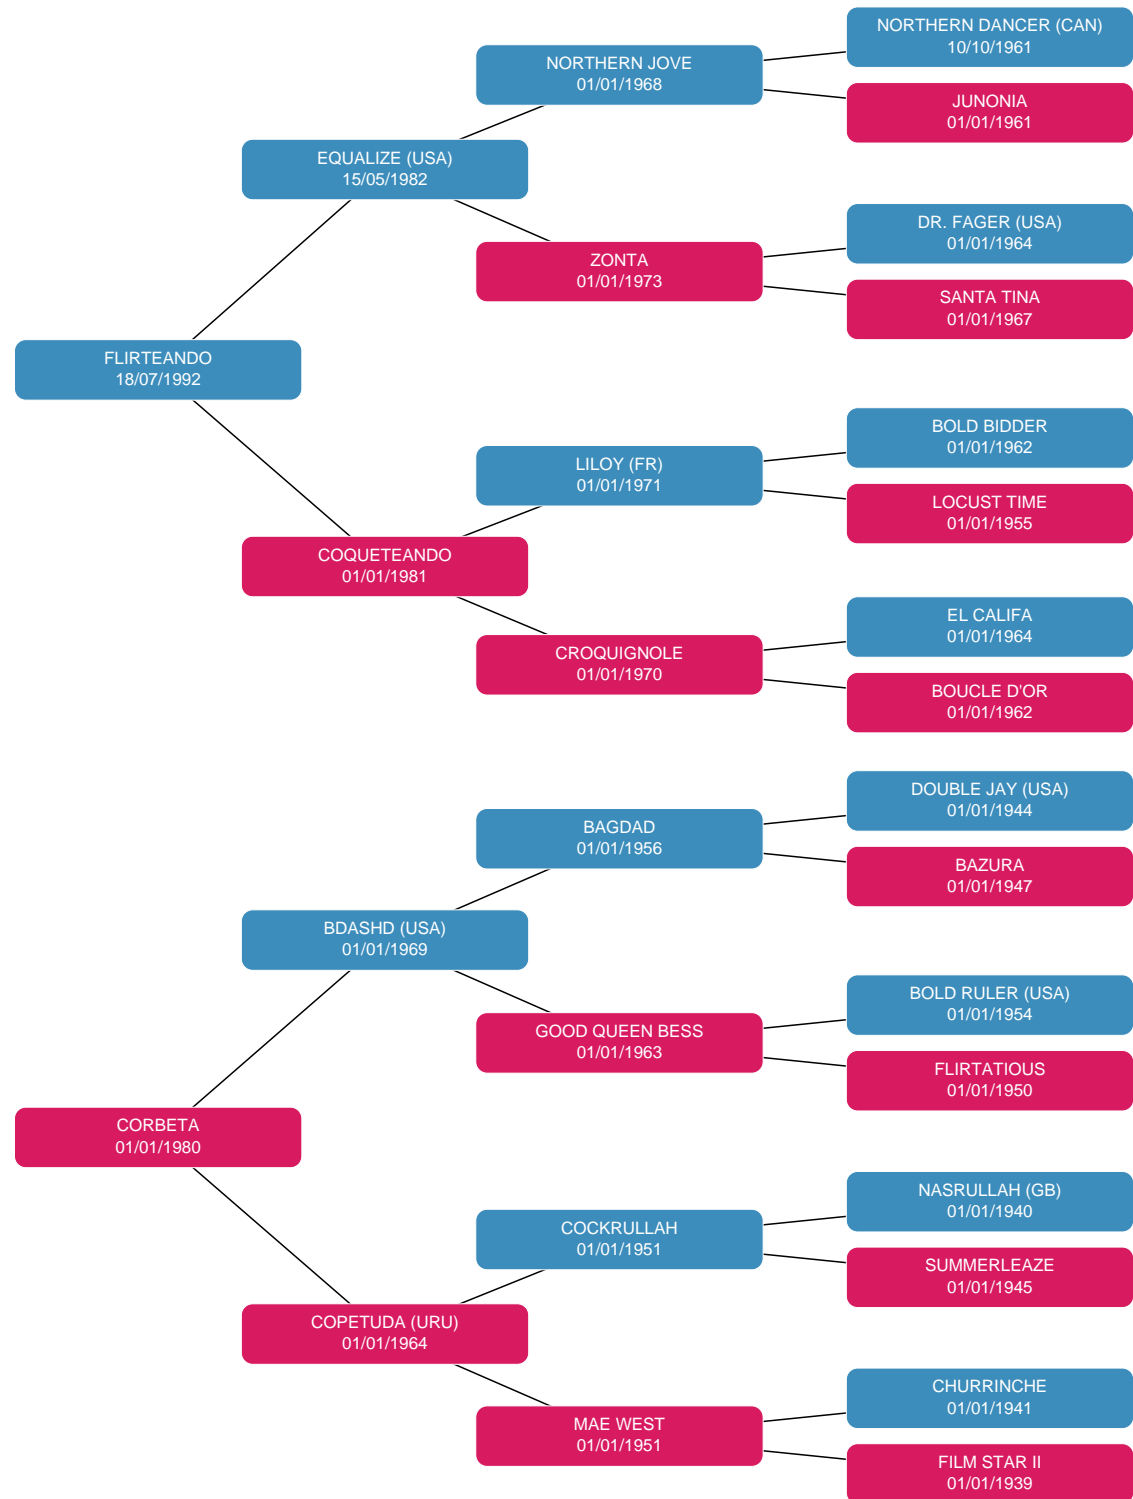 NORTHERN DANCER (CAN)
10/10/1961
NORTHERN JOVE
01/01/1968
JUNONIA
01/01/1961
EQUALIZE (USA)
15/05/1982
DR. FAGER (USA)
01/01/1964
ZONTA
01/01/1973
SANTA TINA
01/01/1967
FLIRTEANDO
18/07/1992
BOLD BIDDER
01/01/1962
LILOY (FR)
01/01/1971
LOCUST TIME
01/01/1955
COQUETEANDO
01/01/1981
EL CALIFA
01/01/1964
CROQUIGNOLE
01/01/1970
BOUCLE D'OR
01/01/1962
DOUBLE JAY (USA)
01/01/1944
BAGDAD
01/01/1956
BAZURA
01/01/1947
BDASHD (USA)
01/01/1969
BOLD RULER (USA)
01/01/1954
GOOD QUEEN BESS
01/01/1963
FLIRTATIOUS
01/01/1950
CORBETA
01/01/1980
NASRULLAH (GB)
01/01/1940
COCKRULLAH
01/01/1951
SUMMERLEAZE
01/01/1945
COPETUDA (URU)
01/01/1964
CHURRINCHE
01/01/1941
MAE WEST
01/01/1951
FILM STAR II
01/01/1939